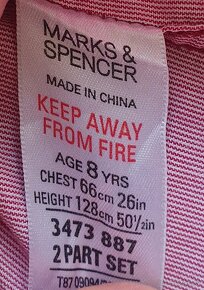 MARKS &
SPENCER
MADE IN CHINA
KEEP AWAY
FROM FIRE
AGE 8 YRS
CHEST 66cm 26in
HEIGHT 128cm 50½in
3473 887
2 PART SET